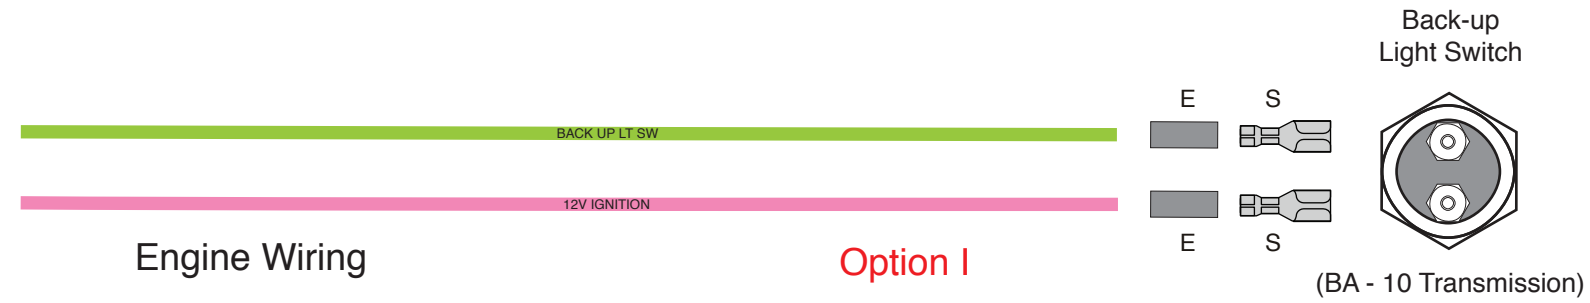 Back-up
Light Switch
E S
BACK UP LT SW
12V IGNITION
E S
Engine Wiring
Option I
(BA - 10 Transmission)